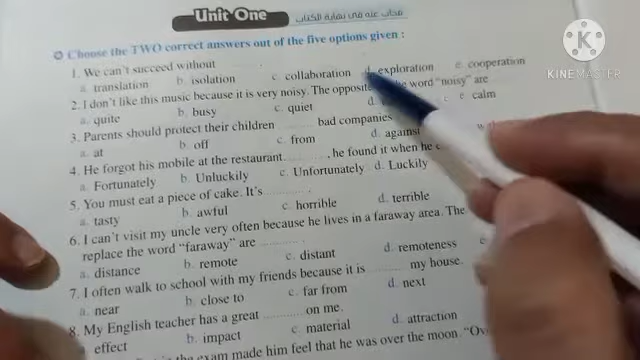 Unit One
مجاب عنه في نهاية الكتاب
Choose the TWO correct answers out of the five options given :
1. We can't succeed without ..........
a. translation b. isolation c. collaboration d. exploration e. cooperation
2. I don't like this music because it is very noisy. The opposite the word "noisy" are
a. quite b. busy c. quiet d. e. calm
3. Parents should protect their children .......... bad companies
a. at b. off c. from d. against
4. He forgot his mobile at the restaurant. .........., he found it when he
a. Fortunately b. Unluckily c. Unfortunately d. Luckily
5. You must eat a piece of cake. It's ..........
a. tasty b. awful c. horrible d. terrible
6. I can't visit my uncle very often because he lives in a faraway area. The
replace the word "faraway" are ..........
a. distance b. remote c. distant d. remoteness e
7. I often walk to school with my friends because it is .......... my house.
a. near b. close to c. far from d. next
8. My English teacher has a great .......... on me.
effect b. impact c. material d. attraction
the exam made him feel that he was over the moon. "Ov
KINEMASTER